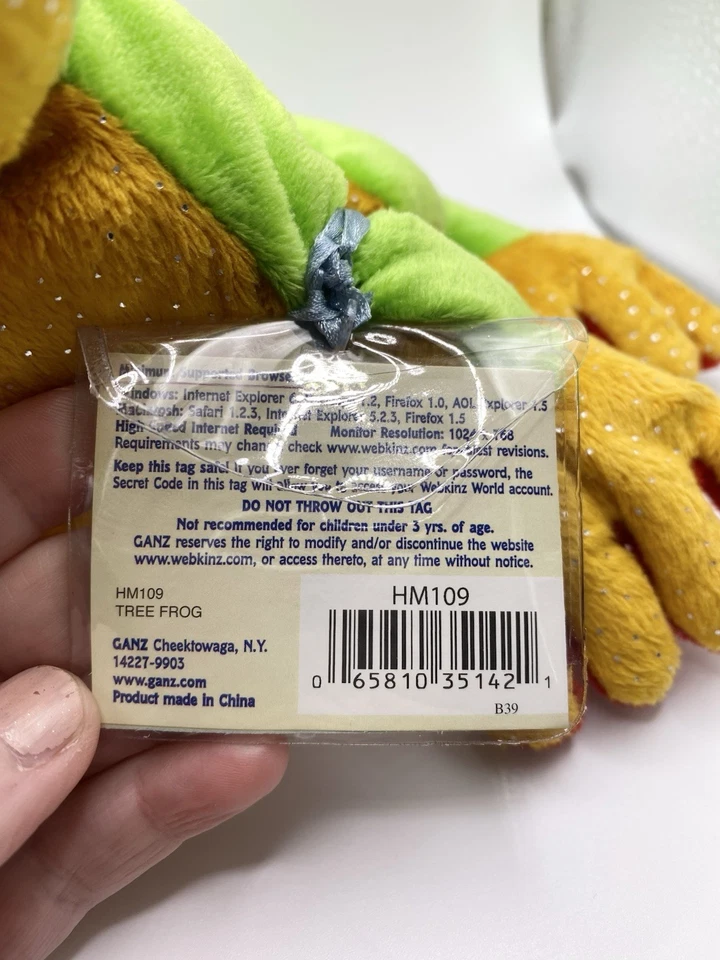 Minimum Supported Browse
Windows: Internet Explorer 6 .2, Firefox 1.0, AOL Explorer 1.5
Macintosh: Safari 1.2.3, Internet Explorer 5.2.3, Firefox 1.5
High Speed Internet Required Monitor Resolution: 1024 x 768
Requirements may change, check www.webkinz.com for latest revisions.
Keep this tag safe! If you ever forget your username or password, the
Secret Code in this tag will allow you to access your Webkinz World account.
DO NOT THROW OUT THIS TAG
Not recommended for children under 3 yrs. of age.
GANZ reserves the right to modify and/or discontinue the website
www.webkinz.com, or access thereto, at any time without notice.
HM109
TREE FROG
GANZ Cheektowaga, N.Y.
14227-9903
www.ganz.com
Product made in China
HM109
0 65810 35142 1
B39